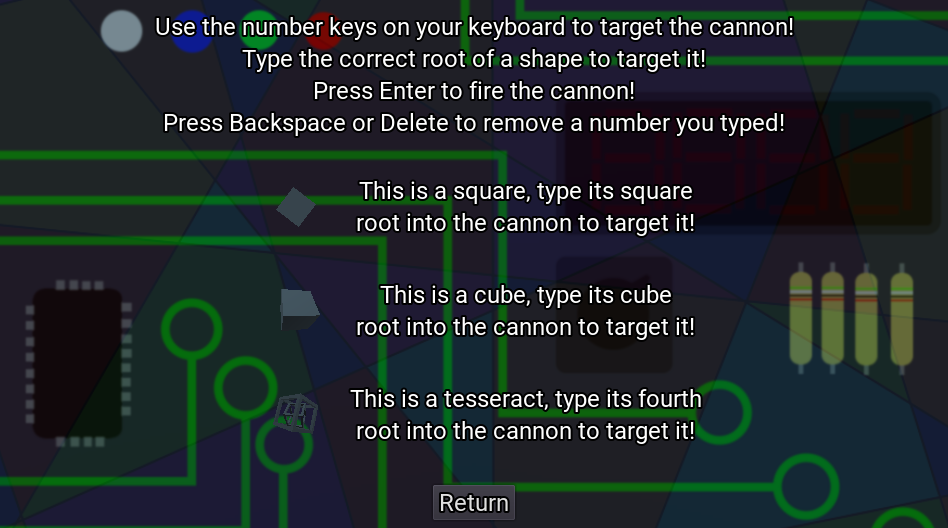 Use the number keys on your keyboard to target the cannon!
Type the correct root of a shape to target it!
Press Enter to fire the cannon!
Press Backspace or Delete to remove a number you typed!
This is a square, type its square
root into the cannon to target it!
This is a cube, type its cube
root into the cannon to target it!
This is a tesseract, type its fourth
root into the cannon to target it!
Return